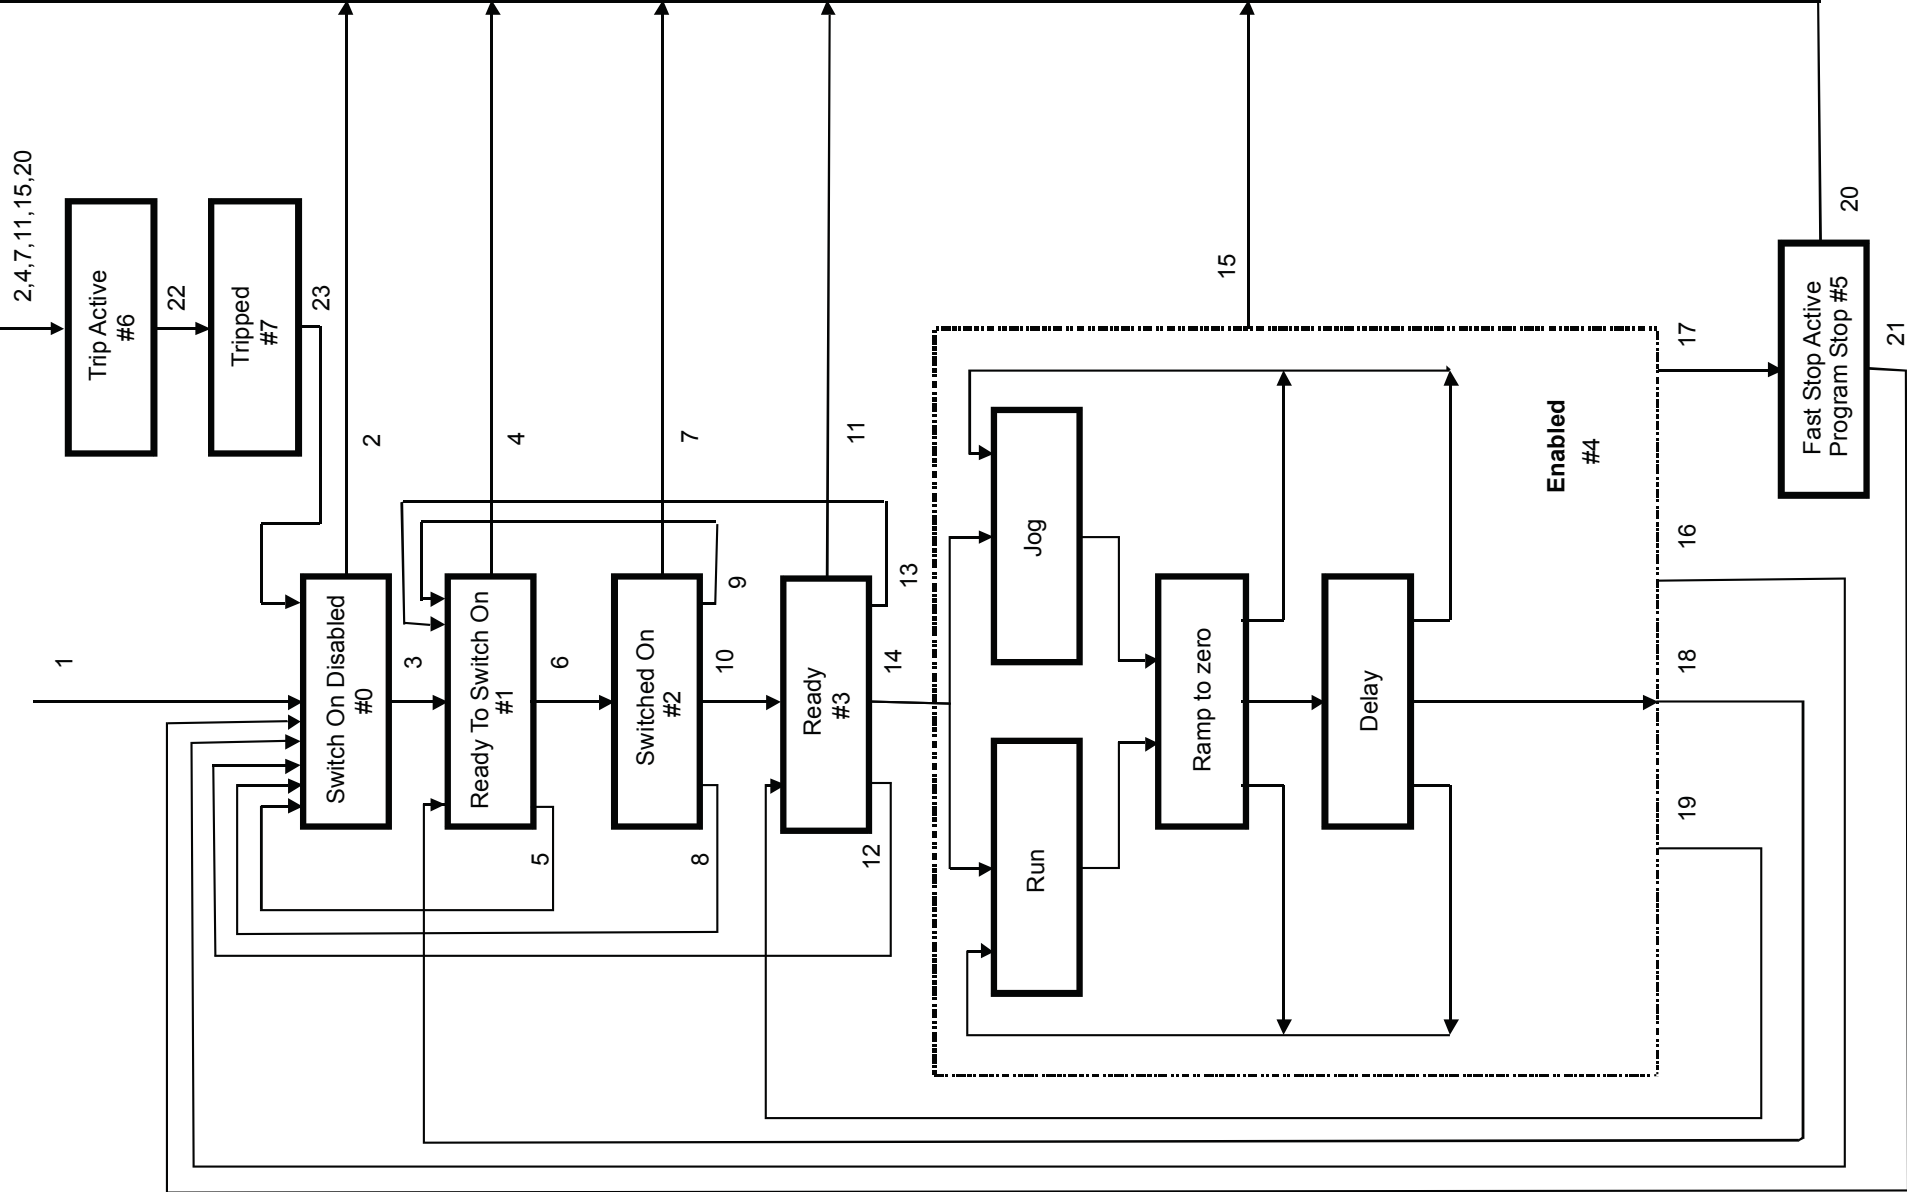 2,4,7,11,15,20
Trip Active
#6
22
Tripped
#7
23
1
Switch On Disabled
#0
2
3
Ready To Switch On
#1
4
5
6
Switched On
#2
7
8
9
10
Ready
#3
11
12
13
14
Run
Jog
Ramp to zero
Delay
Enabled
#4
15
17
16
18
19
Fast Stop Active
Program Stop #5
20
21